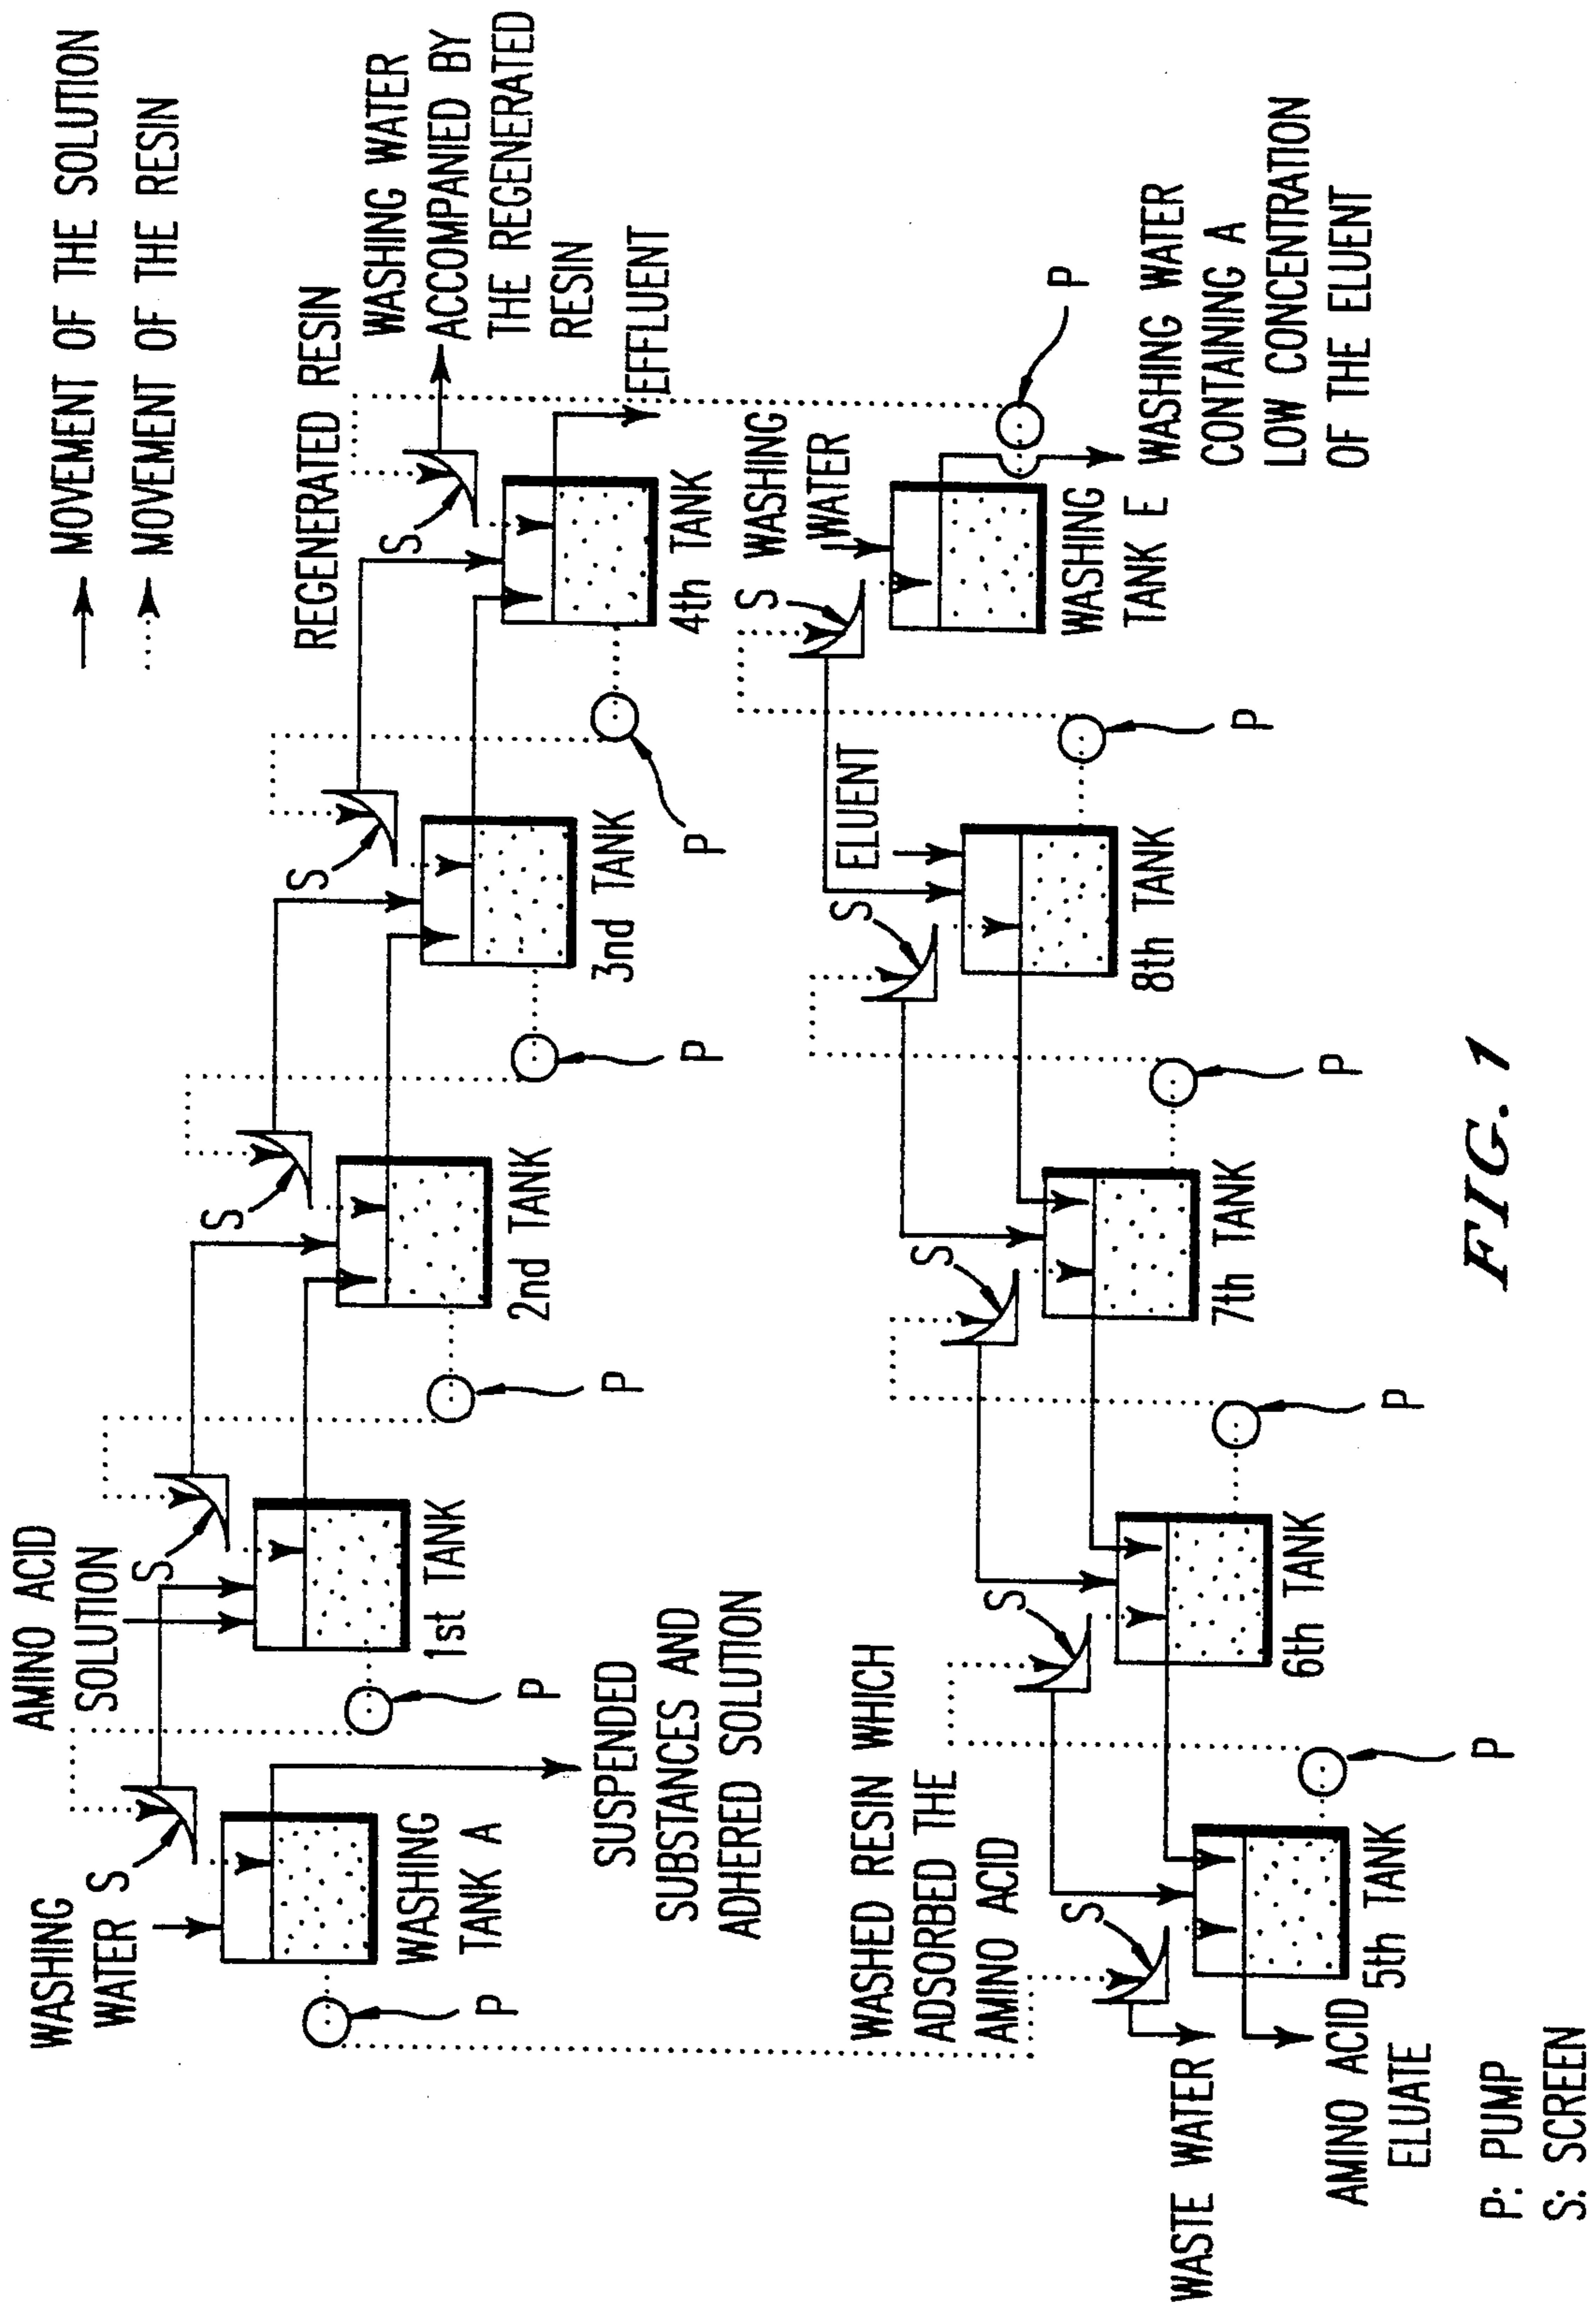 MOVEMENT OF THE SOLUTION
MOVEMENT OF THE RESIN
REGENERATED RESIN
WASHING WATER
ACCOMPANIED BY
THE REGENERATED
RESIN
EFFLUENT
S
S
S
S
S
AMINO ACID
SOLUTION
WASHING
WATER
WASHING
TANK A
1st TANK
2nd TANK
3nd TANK
4th TANK
P
P
P
P
P
SUSPENDED
SUBSTANCES AND
ADHERED SOLUTION
WASHED RESIN WHICH
ADSORBED THE
AMINO ACID
S
S
S
S
S
ELUENT
WASHING
WATER
WASTE WATER
AMINO ACID
ELUATE
5th TANK
6th TANK
7th TANK
8th TANK
WASHING
TANK E
P
P
P
P
P
WASHING WATER
CONTAINING A
LOW CONCENTRATION
OF THE ELUENT
P: PUMP
S: SCREEN
FIG. 1